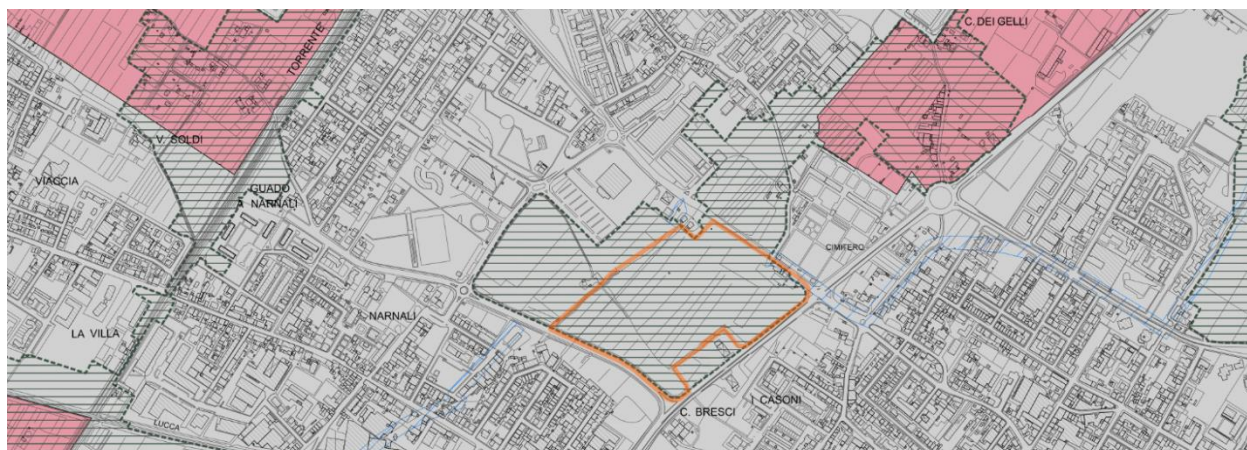 C. DEI GELLI
TORRENTE
V. SOLDI
VIACCIA
GUADO
NARNALI
CIMITERO
NARNALI
LA VILLA
LUCCA
C. BRESCI
I CASONI